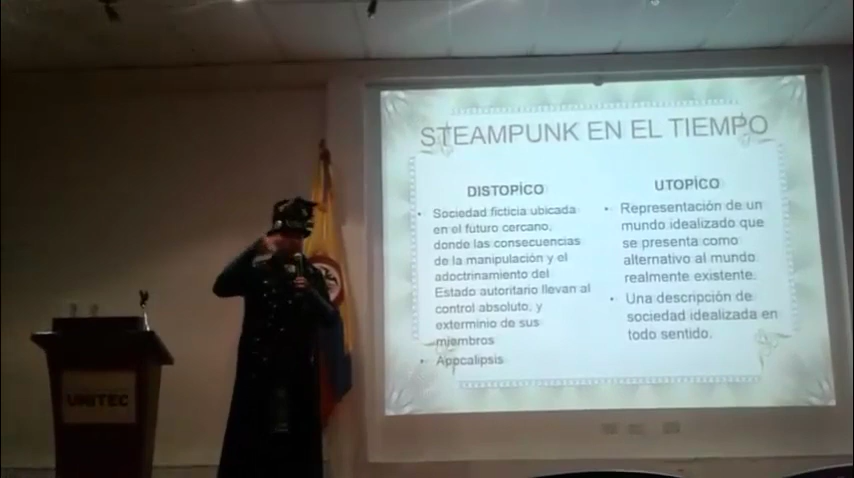 STEAMPUNK EN EL TIEMPO
DISTOPÍCO
• Sociedad ficticia ubicada
en el futuro cercano,
donde las consecuencias
de la manipulación y el
adoctrinamiento del
Estado autoritario llevan al
control absoluto, y
exterminio de sus
miembros
• Apocalipsis
UTOPÍCO
• Representación de un
mundo idealizado que
se presenta como
alternativo al mundo
realmente existente.
• Una descripción de
sociedad idealizada en
todo sentido.
UNITEC